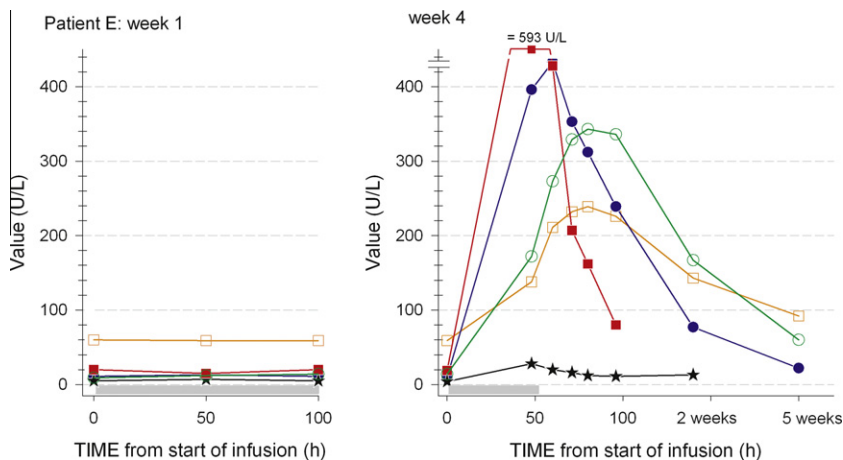 Patient E: week 1
Value (U/L)
400
300
200
100
0
0
50
100
TIME from start of infusion (h)
week 4
= 593 U/L
Value (U/L)
400
300
200
100
0
0
50
100
2 weeks
5 weeks
TIME from start of infusion (h)